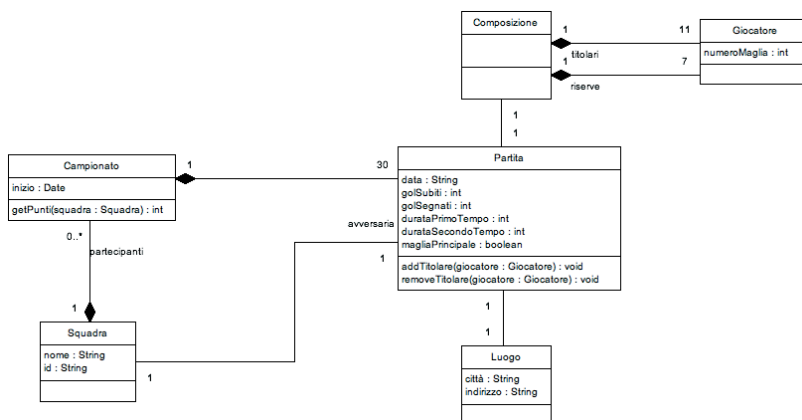 Composizione
1
11
titolari
1
7
riserve
Giocatore
numeroMaglia : int
1
1
Campionato
inizio : Date
getPunti(squadra : Squadra) : int
1
30
Partita
data : String
golSubiti : int
golSegnati : int
durataPrimoTempo : int
durataSecondoTempo : int
magliaPrincipale : boolean
addTitolare(giocatore : Giocatore) : void
removeTitolare(giocatore : Giocatore) : void
avversaria
1
0..*
partecipanti
1
Squadra
nome : String
id : String
1
1
1
Luogo
città : String
indirizzo : String